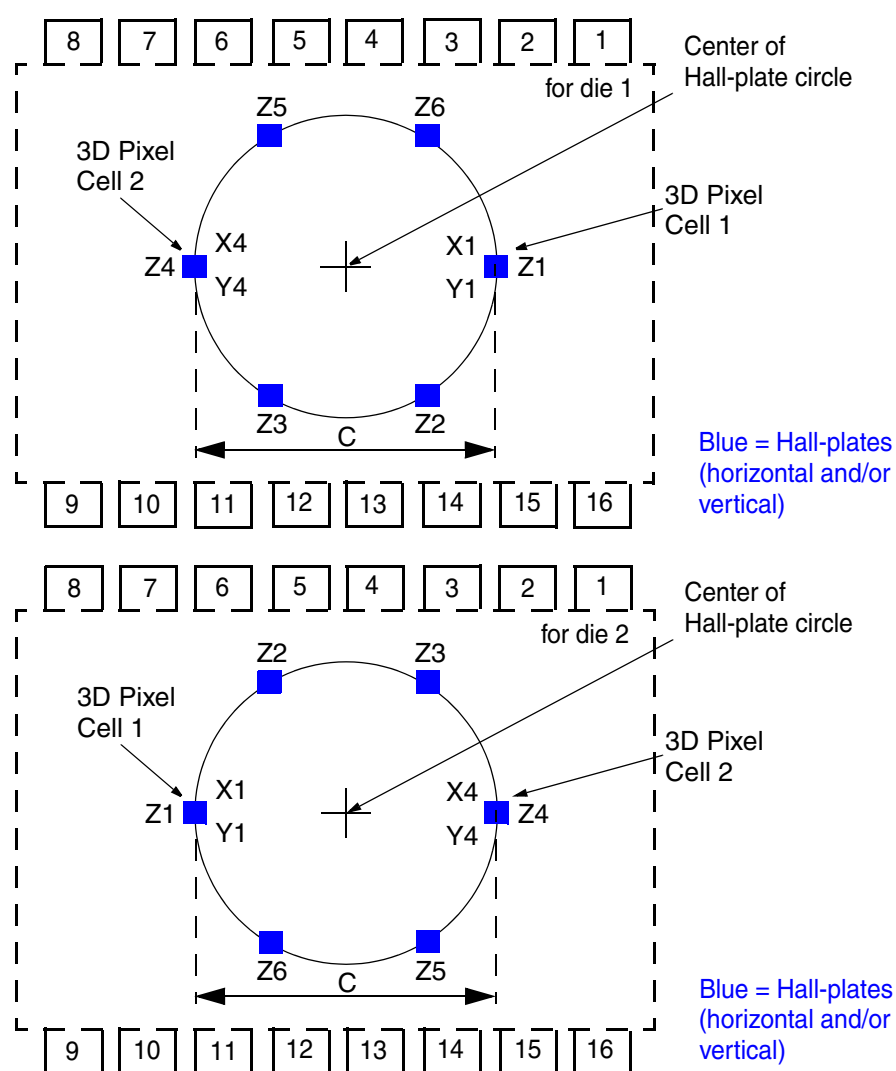 8 7 6 5 4 3 2 1
Center of
Hall-plate circle
for die 1
Z5 Z6
3D Pixel
Cell 2
3D Pixel
Cell 1
X4 X1
Z4 Z1
Y4 Y1
Z3 Z2
C
Blue = Hall-plates
(horizontal and/or
vertical)
9 10 11 12 13 14 15 16
8 7 6 5 4 3 2 1
Center of
Hall-plate circle
for die 2
Z2 Z3
3D Pixel
Cell 1
3D Pixel
Cell 2
X1 X4
Z1 Z4
Y1 Y4
Z6 Z5
C
Blue = Hall-plates
(horizontal and/or
vertical)
9 10 11 12 13 14 15 16